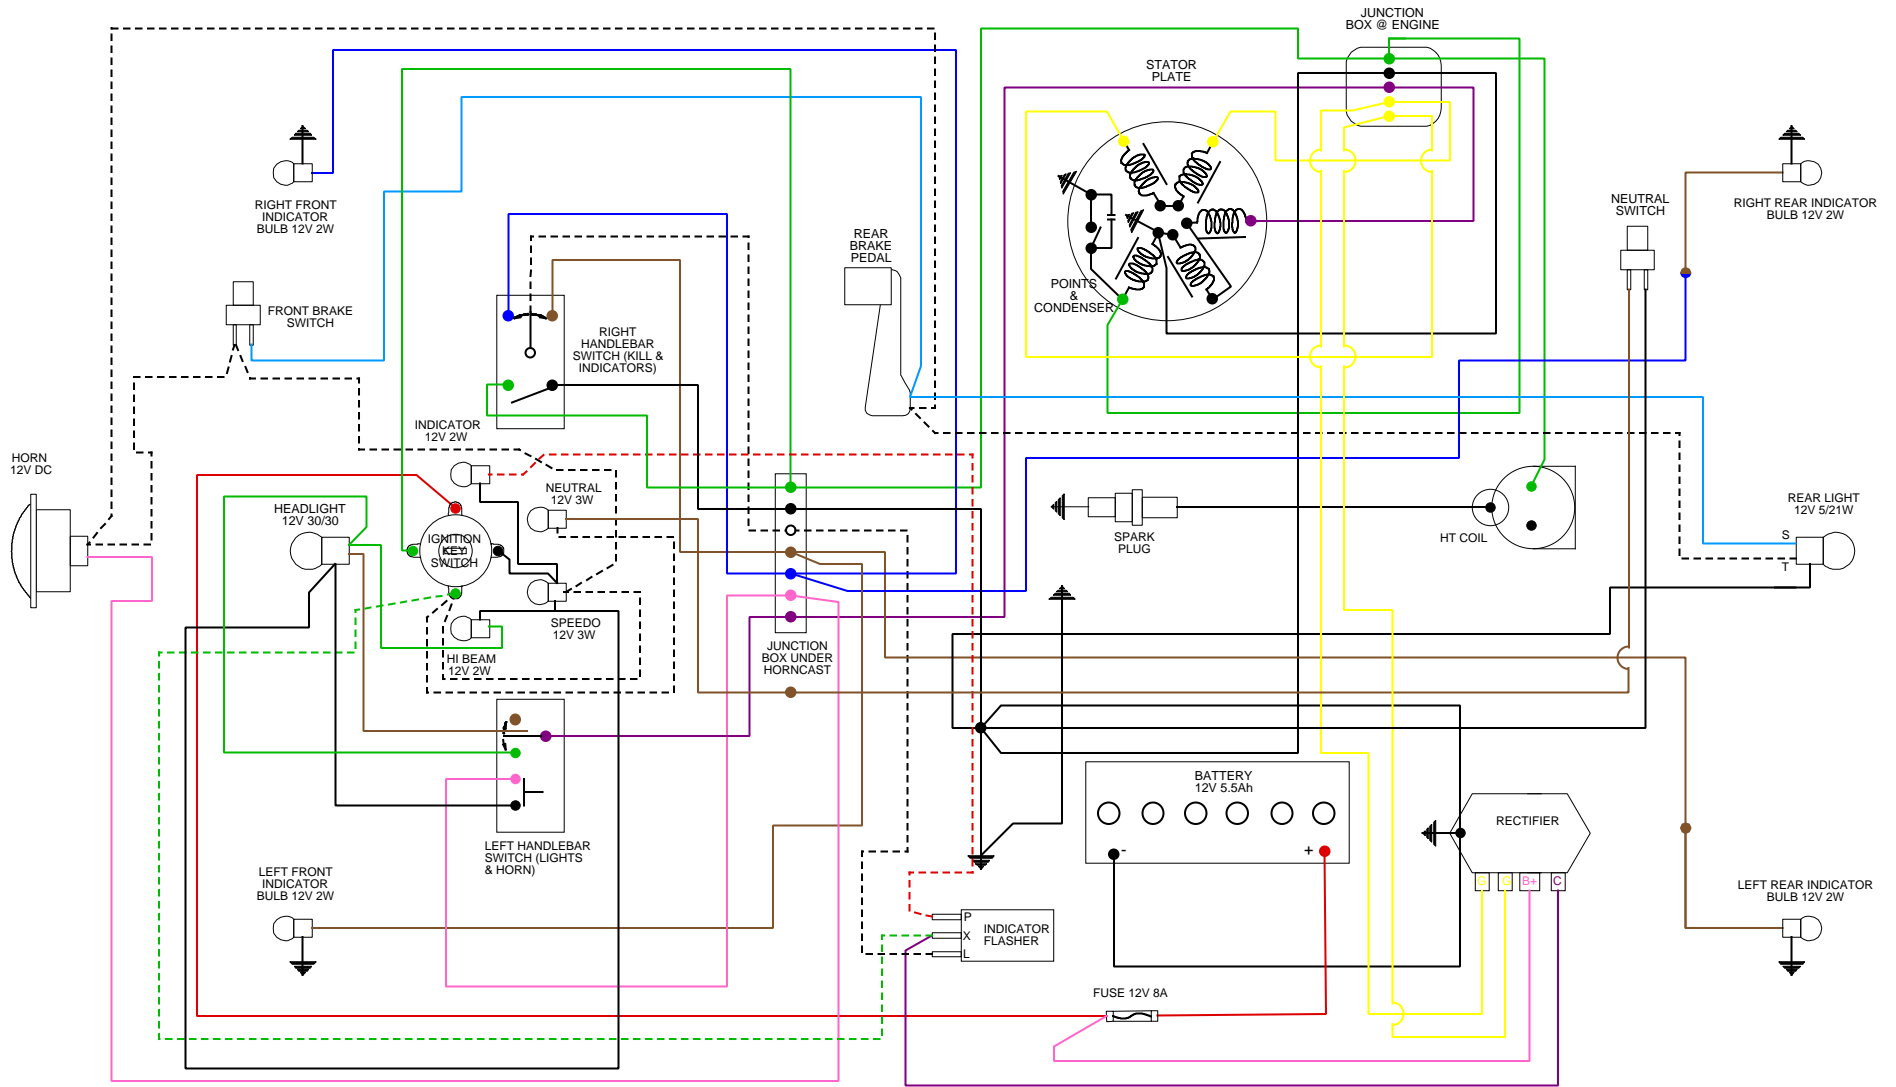 JUNCTION
BOX @ ENGINE
STATOR
PLATE
RIGHT FRONT
INDICATOR
BULB 12V 2W
RIGHT REAR INDICATOR
BULB 12V 2W
NEUTRAL
SWITCH
REAR
BRAKE
PEDAL
POINTS
&
CONDENSER
FRONT BRAKE
SWITCH
RIGHT
HANDLEBAR
SWITCH (KILL &
INDICATORS)
INDICATOR
12V 2W
HORN
12V DC
HEADLIGHT
12V 30/30
NEUTRAL
12V 3W
IGNITION
KEY
SWITCH
SPARK
PLUG
HT COIL
REAR LIGHT
12V 5/21W
S
T
SPEEDO
12V 3W
HI BEAM
12V 2W
JUNCTION
BOX UNDER
HORNCAST
LEFT HANDLEBAR
SWITCH (LIGHTS
& HORN)
BATTERY
12V 5.5Ah
-
+
RECTIFIER
G
G
B+
C
LEFT FRONT
INDICATOR
BULB 12V 2W
LEFT REAR INDICATOR
BULB 12V 2W
P
X
L
INDICATOR
FLASHER
FUSE 12V 8A